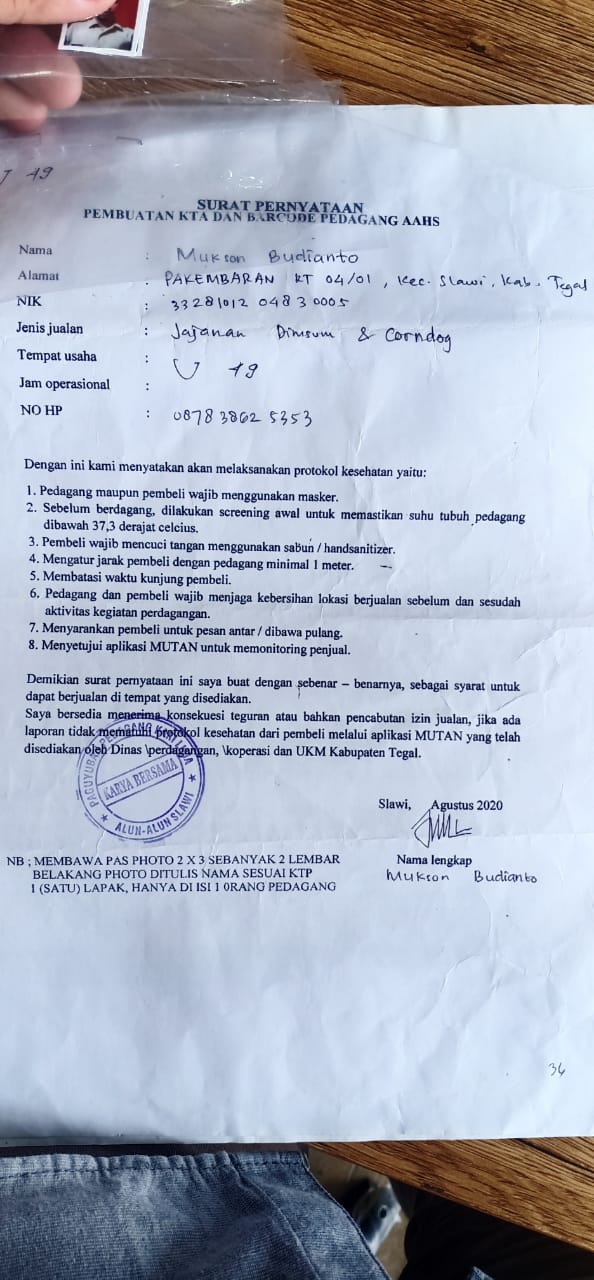 U 19
SURAT PERNYATAAN
PEMBUATAN KTA DAN BARCODE PEDAGANG AAHS
Nama : Mukson Budianto
Alamat : PAKEMBARAN RT 04/01, Kec. Slawi, Kab. Tegal
NIK : 33281012 0483 0005
Jenis jualan : Jajanan Dimsum & Corndog
Tempat usaha : U 19
Jam operasional :
NO HP : 0878 3862 5353
Dengan ini kami menyatakan akan melaksanakan protokol kesehatan yaitu:
1. Pedagang maupun pembeli wajib menggunakan masker.
2. Sebelum berdagang, dilakukan screening awal untuk memastikan suhu tubuh pedagang
dibawah 37,3 derajat celcius.
3. Pembeli wajib mencuci tangan menggunakan sabun / handsanitizer.
4. Mengatur jarak pembeli dengan pedagang minimal 1 meter.
5. Membatasi waktu kunjung pembeli.
6. Pedagang dan pembeli wajib menjaga kebersihan lokasi berjualan sebelum dan sesudah
aktivitas kegiatan perdagangan.
7. Menyarankan pembeli untuk pesan antar / dibawa pulang.
8. Menyetujui aplikasi MUTAN untuk memonitoring penjual.
Demikian surat pernyataan ini saya buat dengan sebenar – benarnya, sebagai syarat untuk
dapat berjualan di tempat yang disediakan.
Saya bersedia menerima konsekuesi teguran atau bahkan pencabutan izin jualan, jika ada
laporan tidak mematuhi protokol kesehatan dari pembeli melalui aplikasi MUTAN yang telah
disediakan oleh Dinas \perdagangan, \koperasi dan UKM Kabupaten Tegal.
PAGUYUBAN PEDAGANG
KARYA BERSAMA
ALUN-ALUN SLAWI
Slawi, Agustus 2020
Nama lengkap
Mukson Budianto
NB ; MEMBAWA PAS PHOTO 2 X 3 SEBANYAK 2 LEMBAR
BELAKANG PHOTO DITULIS NAMA SESUAI KTP
1 (SATU) LAPAK, HANYA DI ISI 1 0RANG PEDAGANG
34